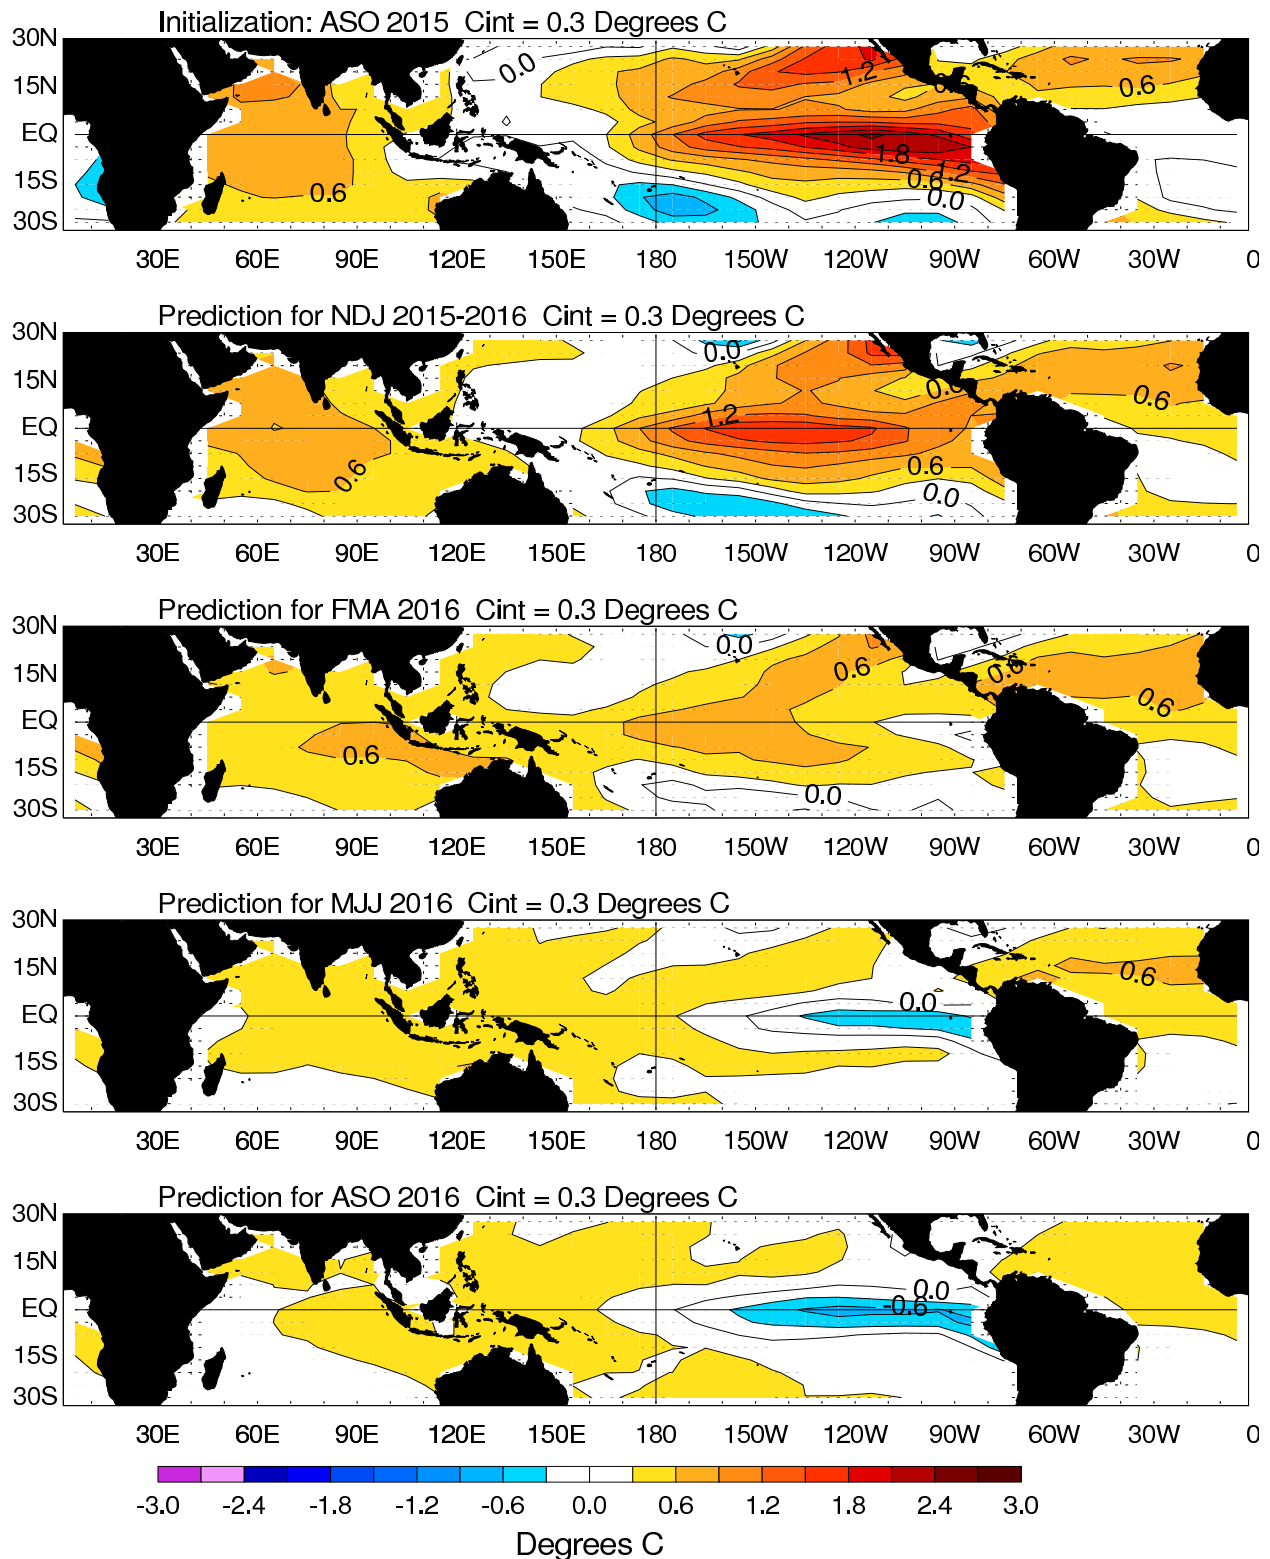 Initialization: ASO 2015  Cint = 0.3 Degrees C
30N
15N
EQ
15S
30S
0.0
1.2
0.6
0.6
1.8
1.2
0.6
0.6
0.0
30E 60E 90E 120E 150E 180 150W 120W 90W 60W 30W 0
Prediction for NDJ 2015-2016  Cint = 0.3 Degrees C
30N
15N
EQ
15S
30S
0.0
0.6
0.6
1.2
0.6
0.6
0.0
30E 60E 90E 120E 150E 180 150W 120W 90W 60W 30W 0
Prediction for FMA 2016  Cint = 0.3 Degrees C
30N
15N
EQ
15S
30S
0.0
0.6
0.6
0.6
0.6
0.0
30E 60E 90E 120E 150E 180 150W 120W 90W 60W 30W 0
Prediction for MJJ 2016  Cint = 0.3 Degrees C
30N
15N
EQ
15S
30S
0.6
0.0
30E 60E 90E 120E 150E 180 150W 120W 90W 60W 30W 0
Prediction for ASO 2016  Cint = 0.3 Degrees C
30N
15N
EQ
15S
30S
0.0
-0.6
30E 60E 90E 120E 150E 180 150W 120W 90W 60W 30W 0
-3.0 -2.4 -1.8 -1.2 -0.6 0.0 0.6 1.2 1.8 2.4 3.0
Degrees C